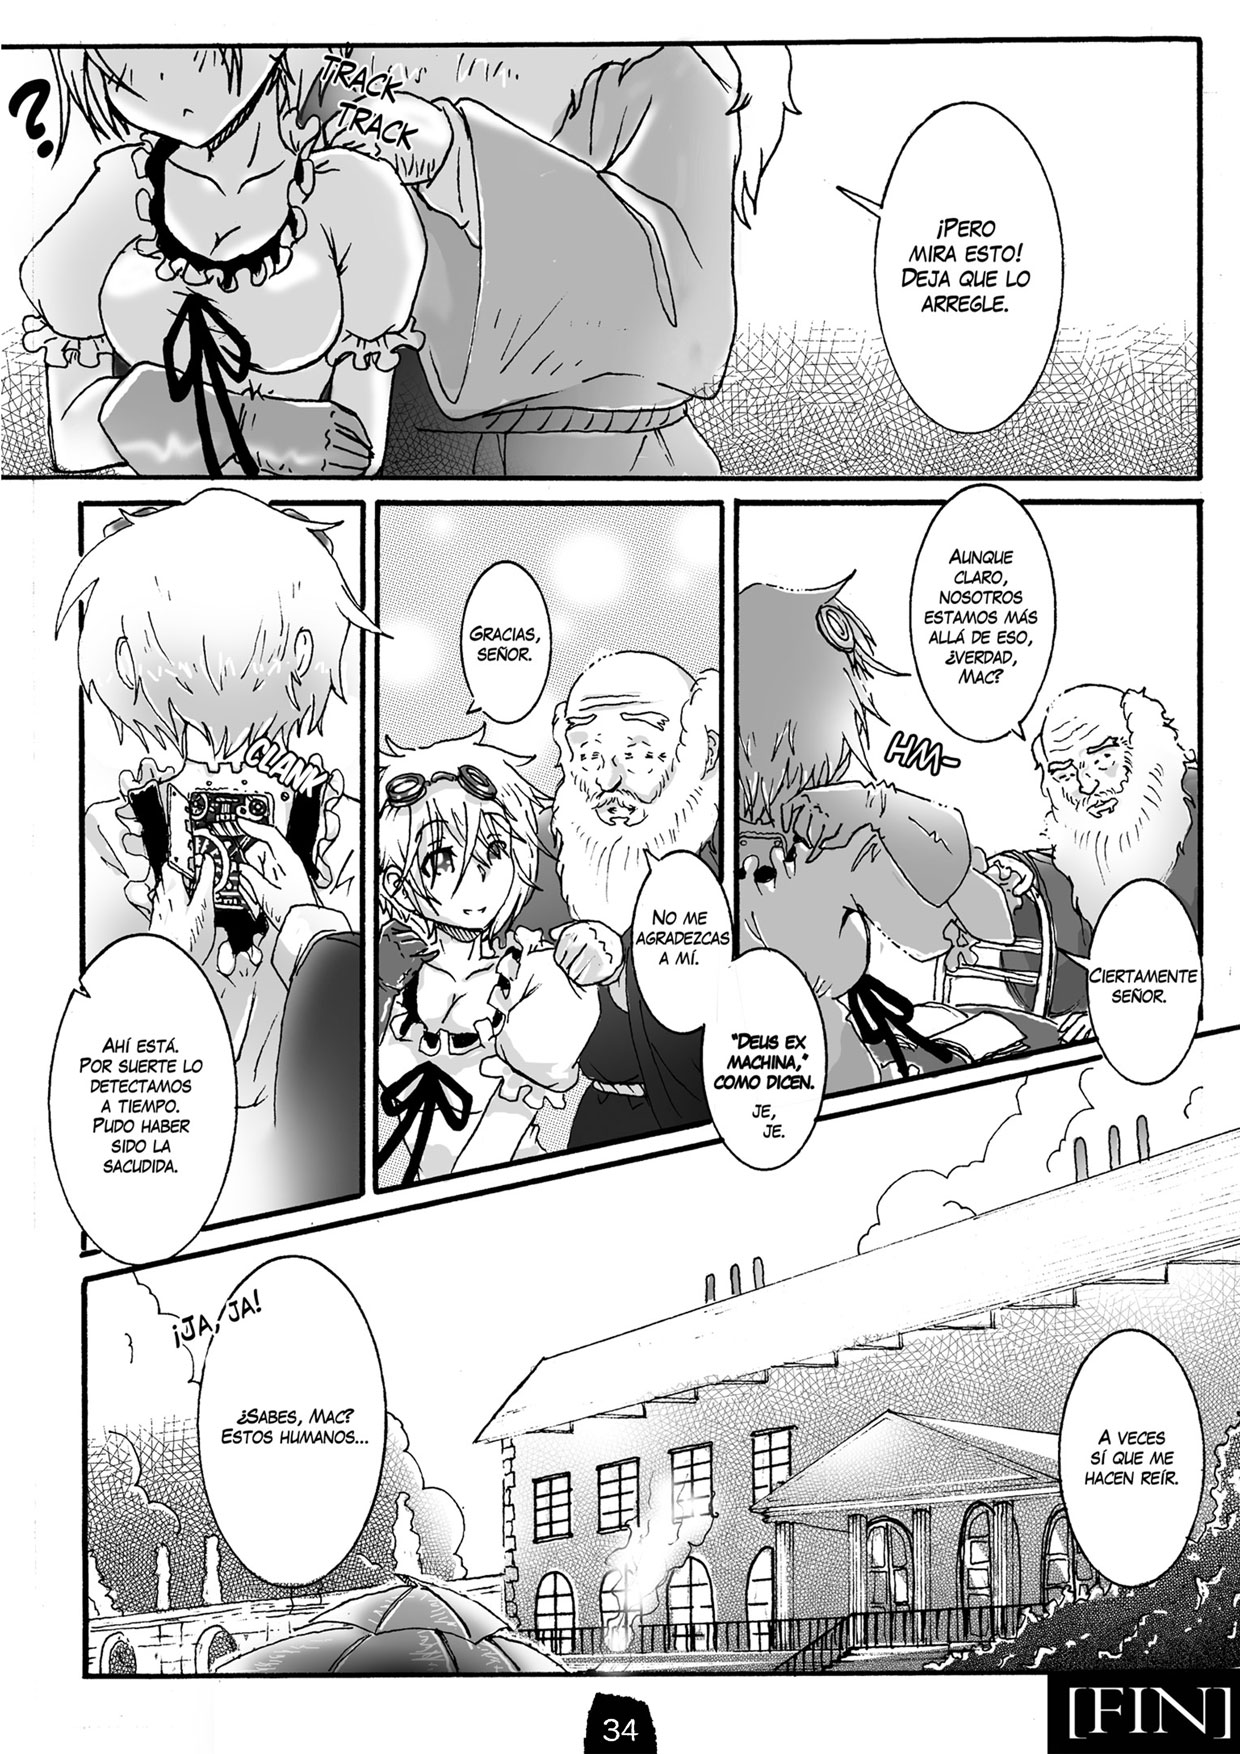 ?
TRACK
TRACK
¡PERO
MIRA ESTO!
DEJA QUE LO
ARREGLE.
CLANK
AHÍ ESTÁ.
POR SUERTE LO
DETECTAMOS
A TIEMPO.
PUDO HABER
SIDO LA
SACUDIDA.
GRACIAS,
SEÑOR.
NO ME
AGRADEZCAS
A MÍ.
"DEUS EX
MACHINA,"
COMO DICEN.
JE,
JE.
AUNQUE
CLARO,
NOSOTROS
ESTAMOS MÁS
ALLÁ DE ESO,
¿VERDAD,
MAC?
HM-
CIERTAMENTE
SEÑOR.
¡JA, JA!
¿SABES, MAC?
ESTOS HUMANOS...
A VECES
SÍ QUE ME
HACEN REÍR.
[FIN]
34